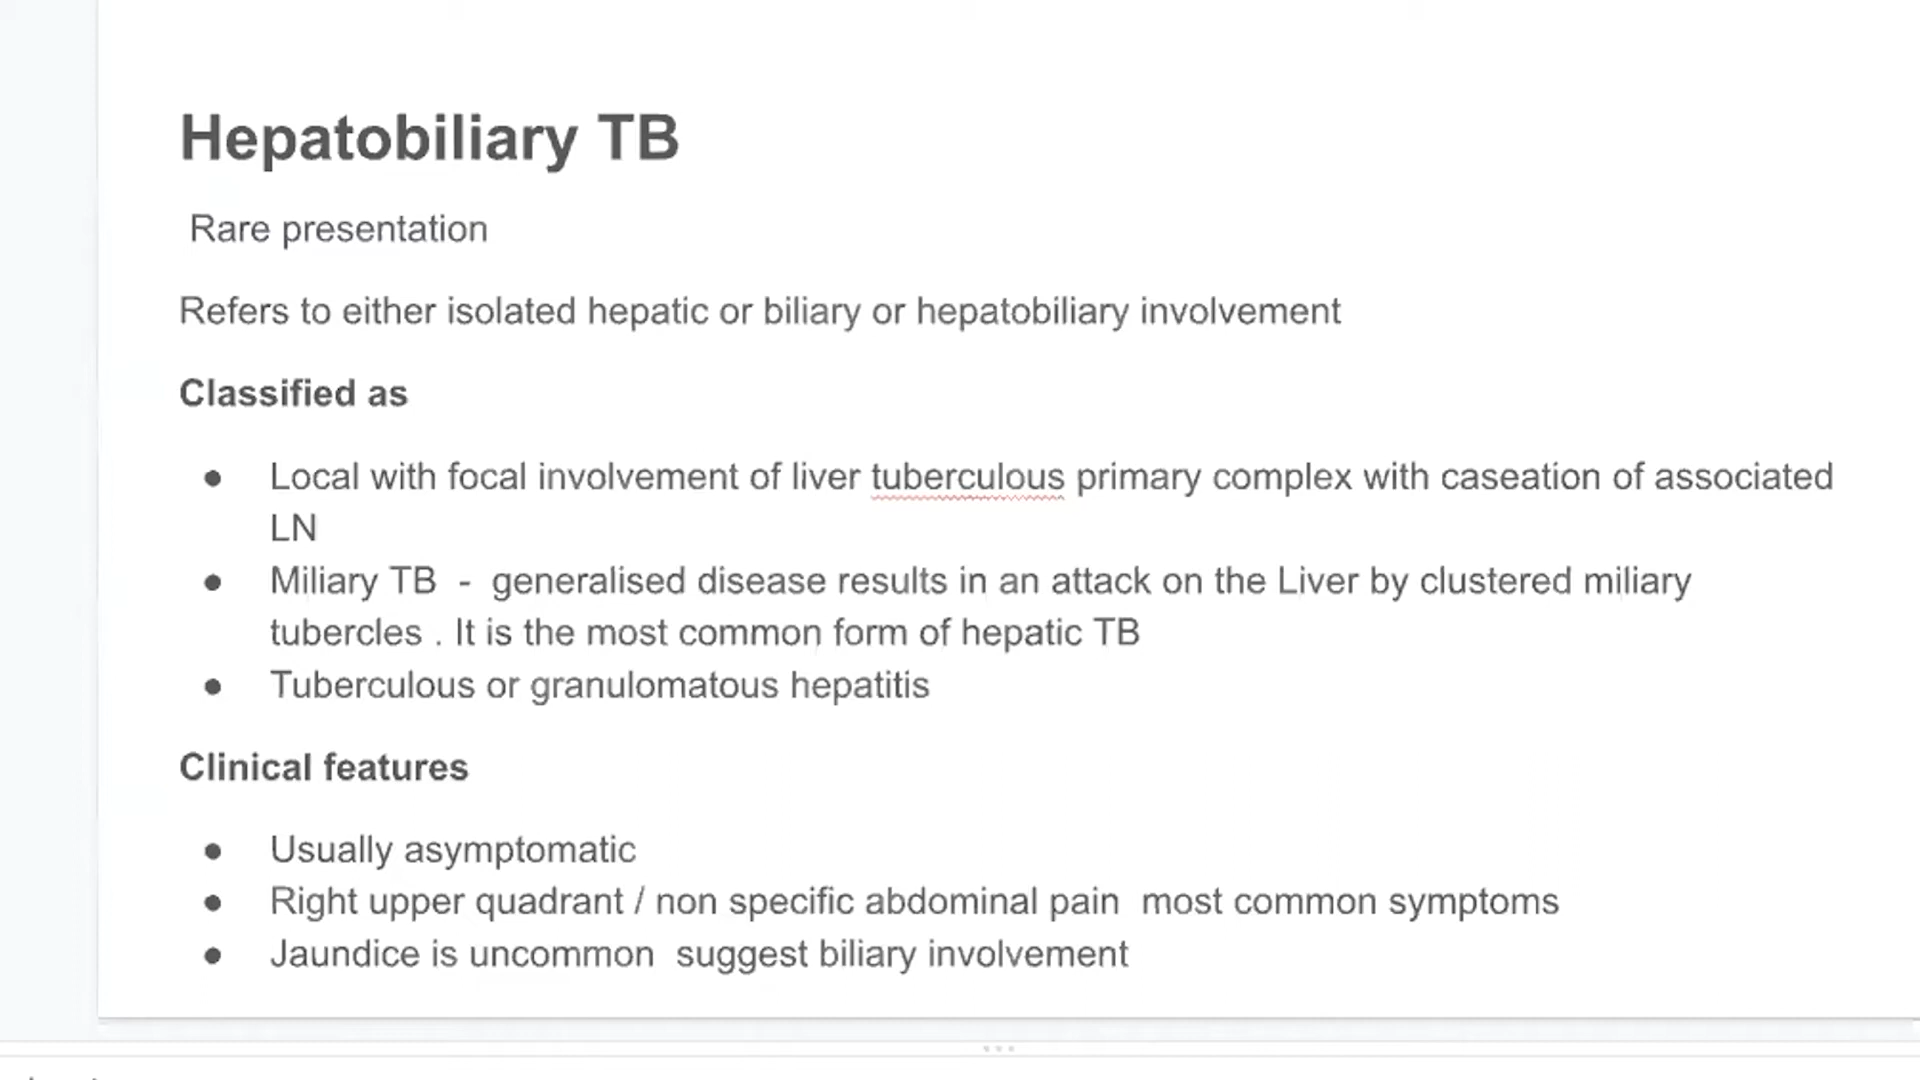 Hepatobiliary TB
Rare presentation
Refers to either isolated hepatic or biliary or hepatobiliary involvement
Classified as
● Local with focal involvement of liver tuberculous primary complex with caseation of associated
LN
● Miliary TB - generalised disease results in an attack on the Liver by clustered miliary
tubercles . It is the most common form of hepatic TB
● Tuberculous or granulomatous hepatitis
Clinical features
● Usually asymptomatic
● Right upper quadrant / non specific abdominal pain most common symptoms
● Jaundice is uncommon suggest biliary involvement